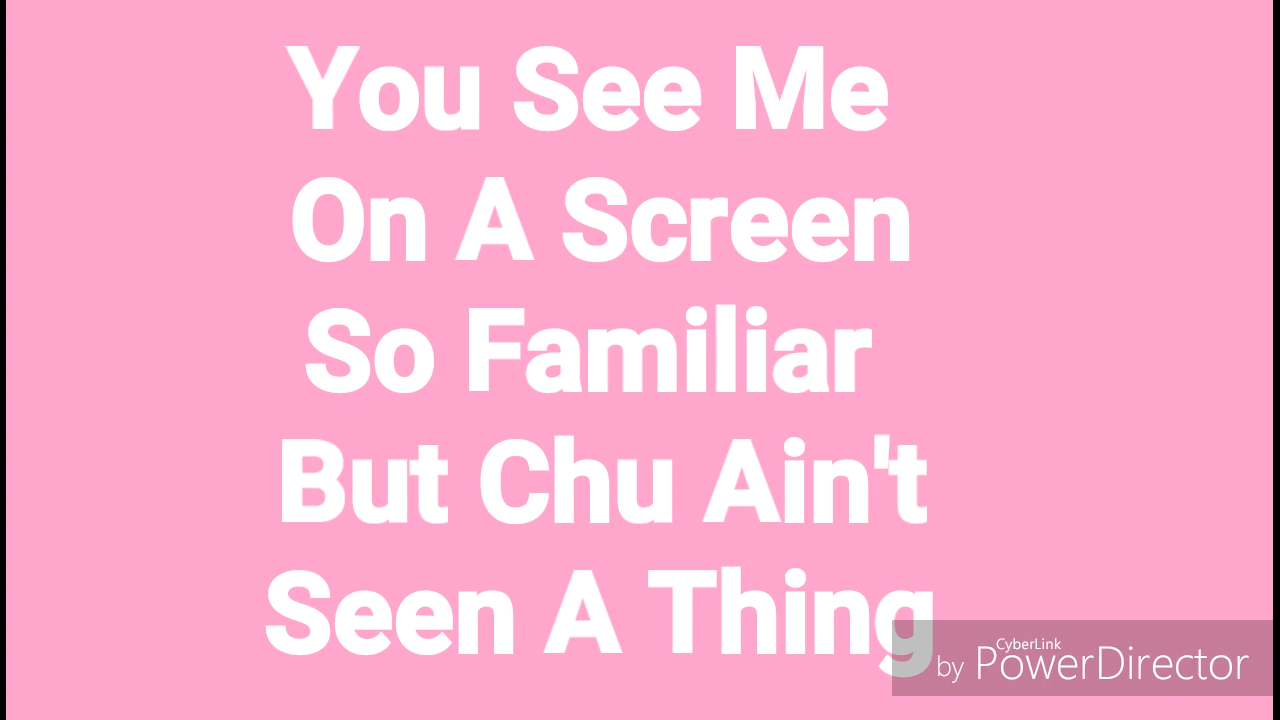 You See Me
On A Screen
So Familiar
But Chu Ain't
Seen A Thing
CyberLink
by PowerDirector